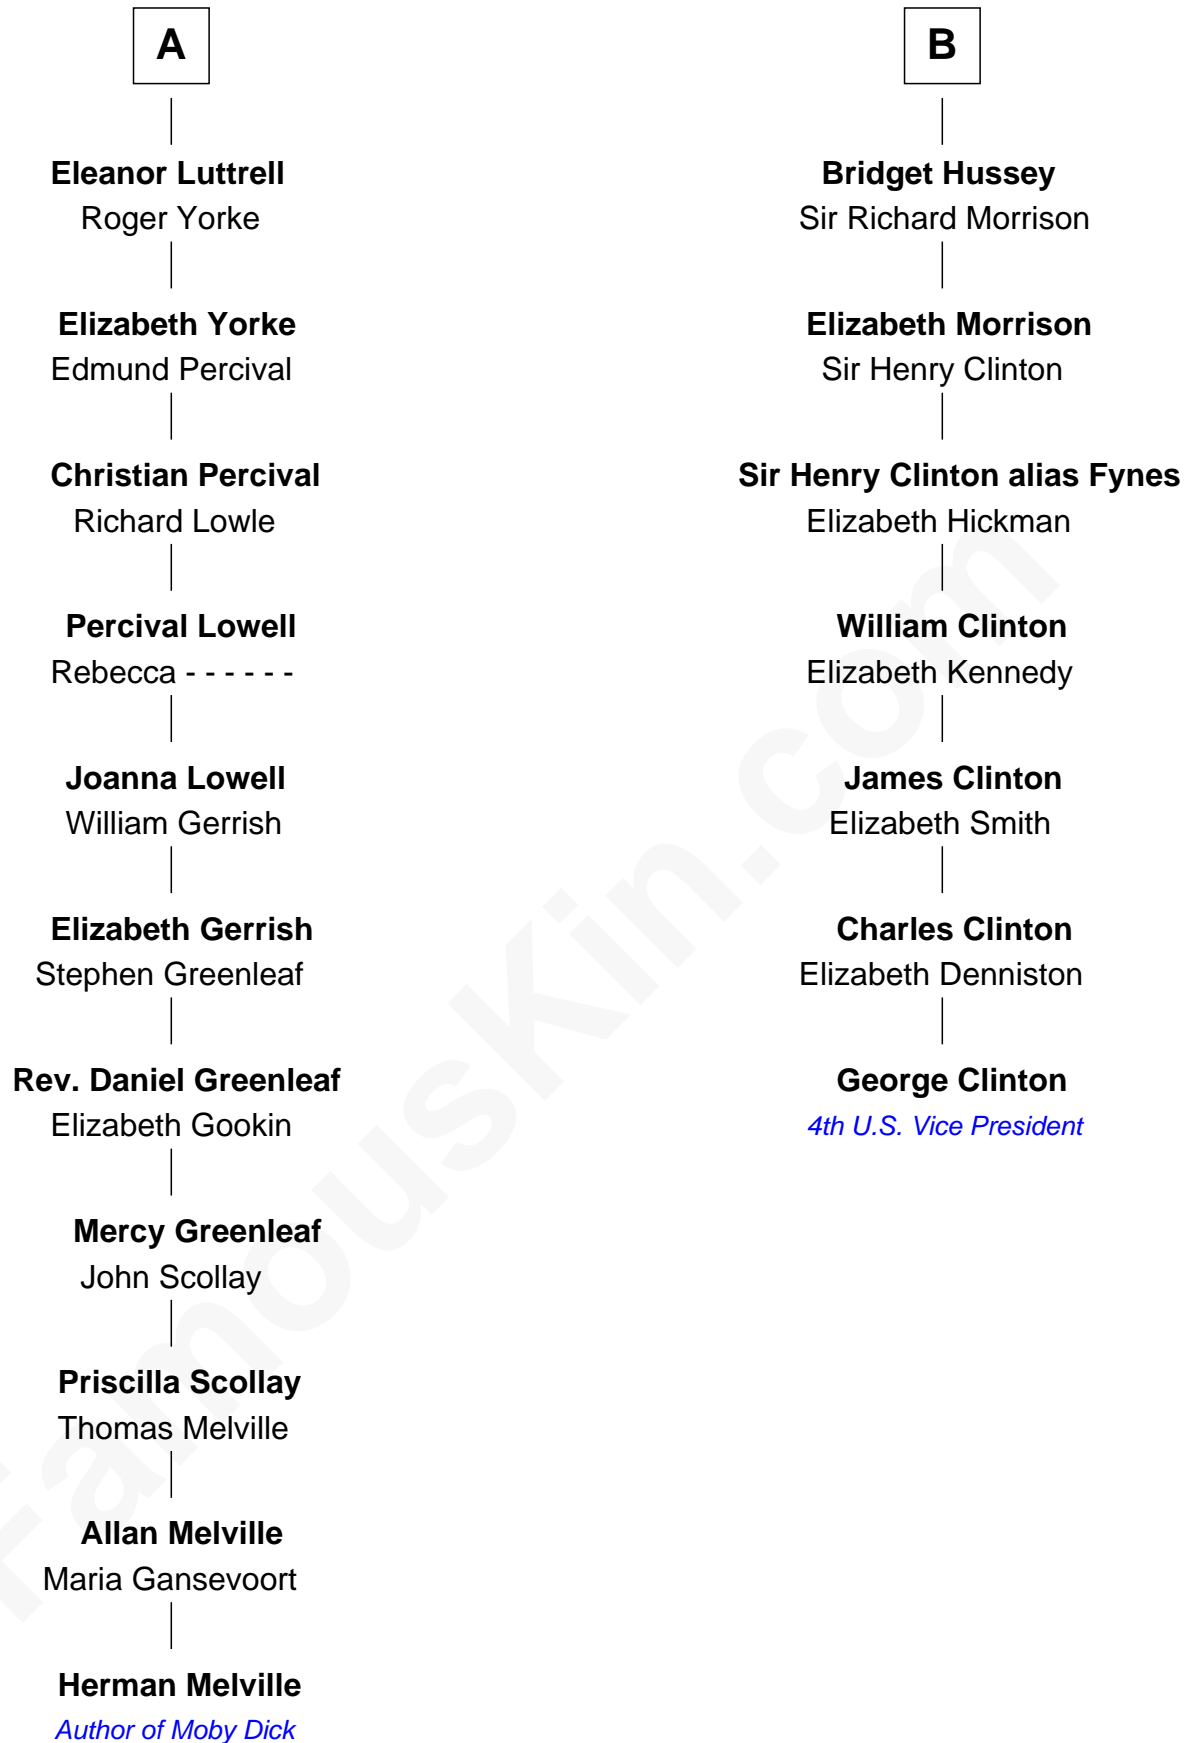 A
Eleanor Luttrell
Roger Yorke
Elizabeth Yorke
Edmund Percival
Christian Percival
Richard Lowle
Percival Lowell
Rebecca - - - - - -
Joanna Lowell
William Gerrish
Elizabeth Gerrish
Stephen Greenleaf
Rev. Daniel Greenleaf
Elizabeth Gookin
Mercy Greenleaf
John Scollay
Priscilla Scollay
Thomas Melville
Allan Melville
Maria Gansevoort
Herman Melville
Author of Moby Dick
B
Bridget Hussey
Sir Richard Morrison
Elizabeth Morrison
Sir Henry Clinton
Sir Henry Clinton alias Fynes
Elizabeth Hickman
William Clinton
Elizabeth Kennedy
James Clinton
Elizabeth Smith
Charles Clinton
Elizabeth Denniston
George Clinton
4th U.S. Vice President
FamousKin.com